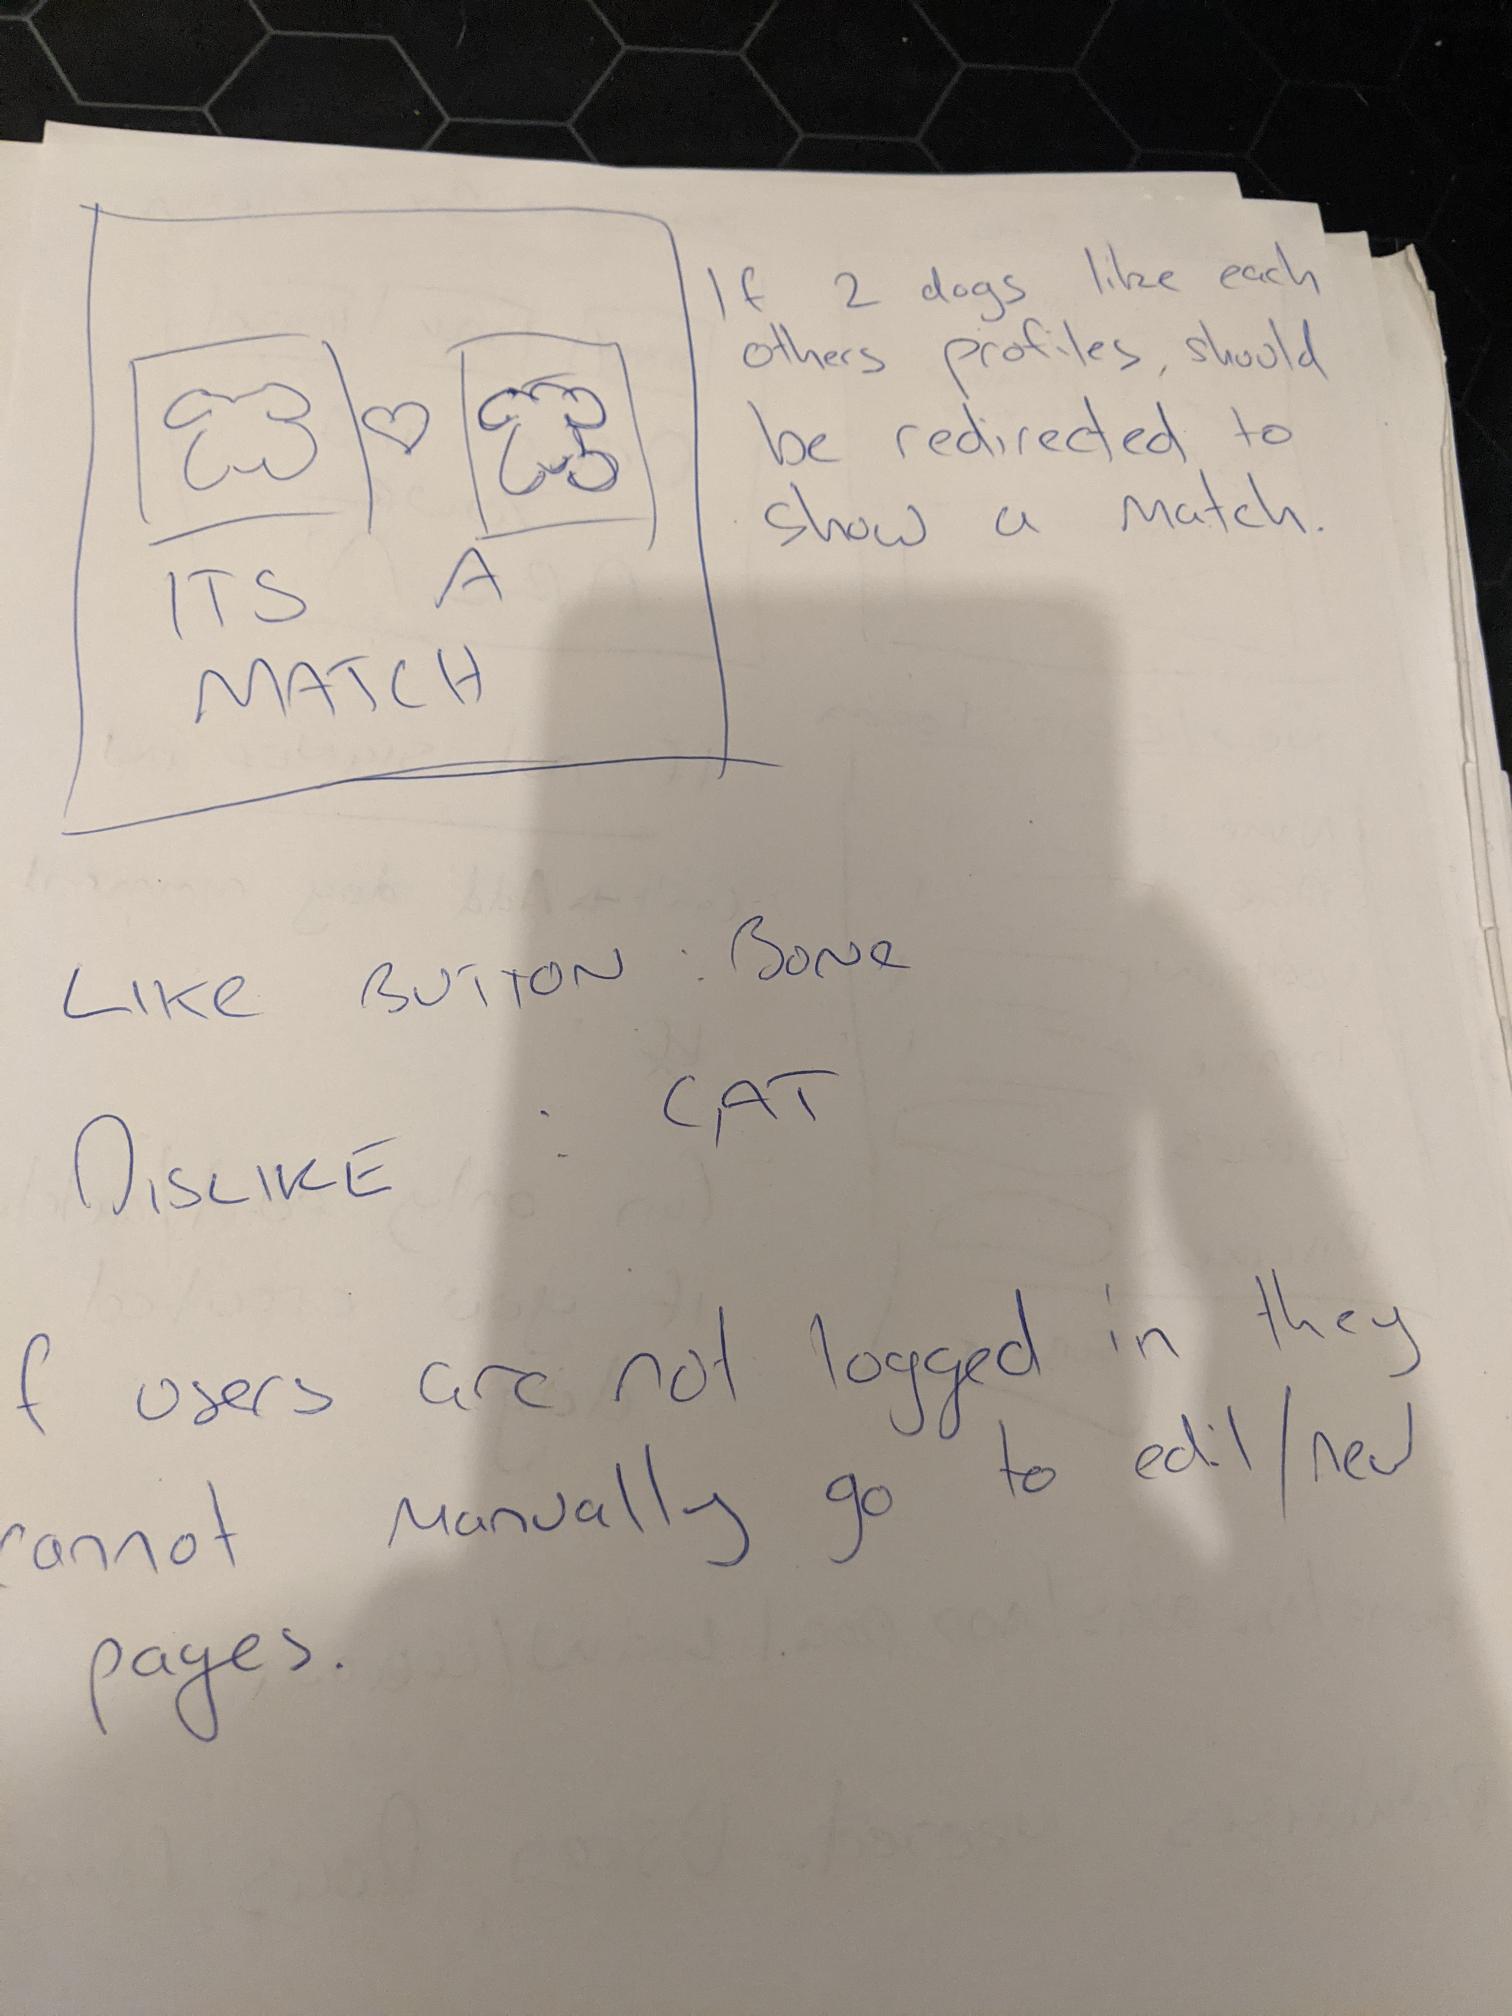 If 2 dogs like each
others profiles, should
be redirected to
show a match.
ITS A
MATCH
LIKE BUTTON : BONE
DISLIKE : CAT
f users are not logged in they
cannot manually go to edit/new
pages.